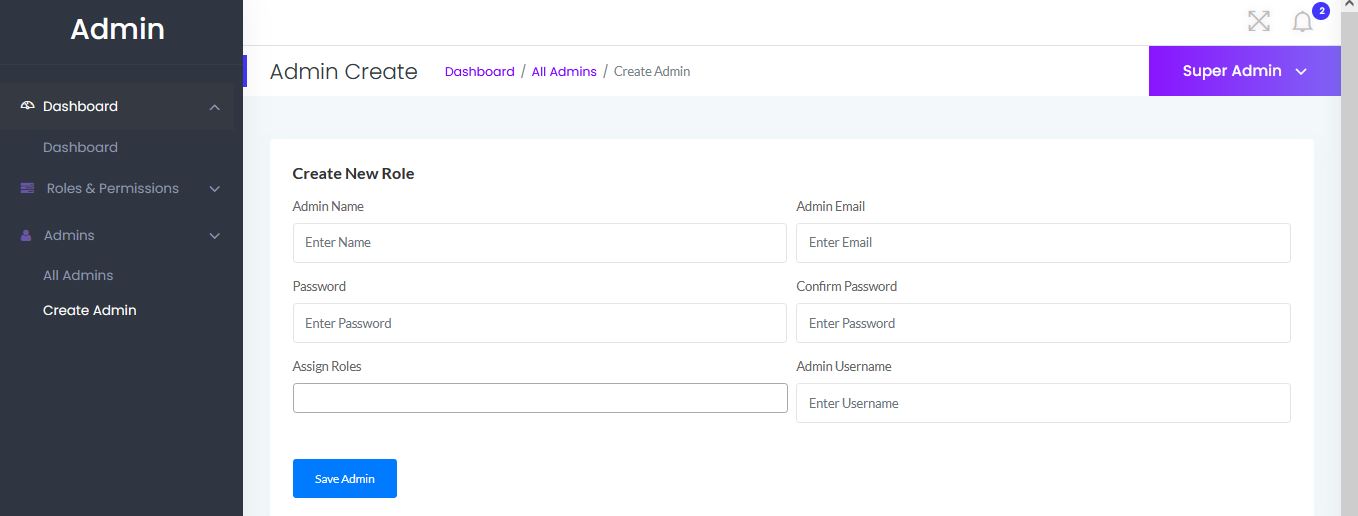 Admin
2
Admin Create Dashboard / All Admins / Create Admin
Super Admin
Dashboard
Dashboard
Roles & Permissions
Admins
All Admins
Create Admin
Create New Role
Admin Name Admin Email
Enter Name Enter Email
Password Confirm Password
Enter Password Enter Password
Assign Roles Admin Username
Enter Username
Save Admin